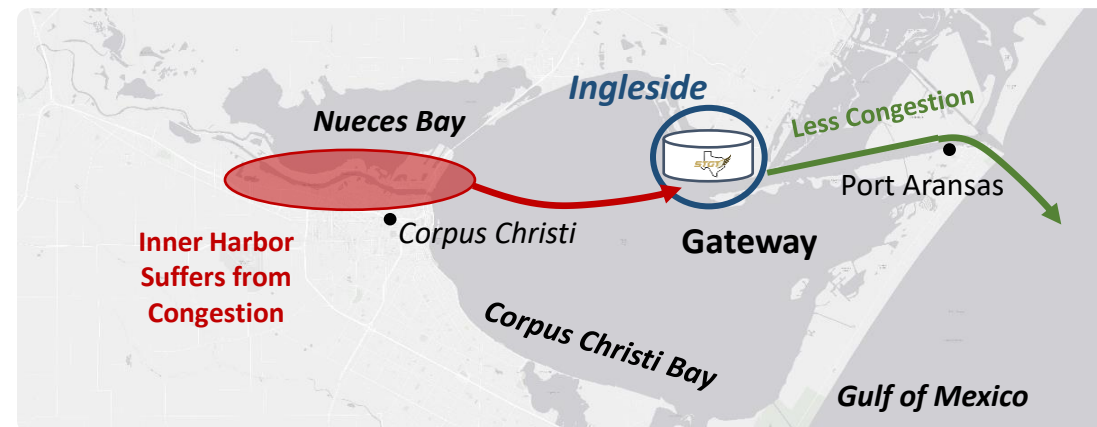 Ingleside
Nueces Bay
Less Congestion
Port Aransas
Corpus Christi
Gateway
Inner Harbor
Suffers from
Congestion
Corpus Christi Bay
Gulf of Mexico